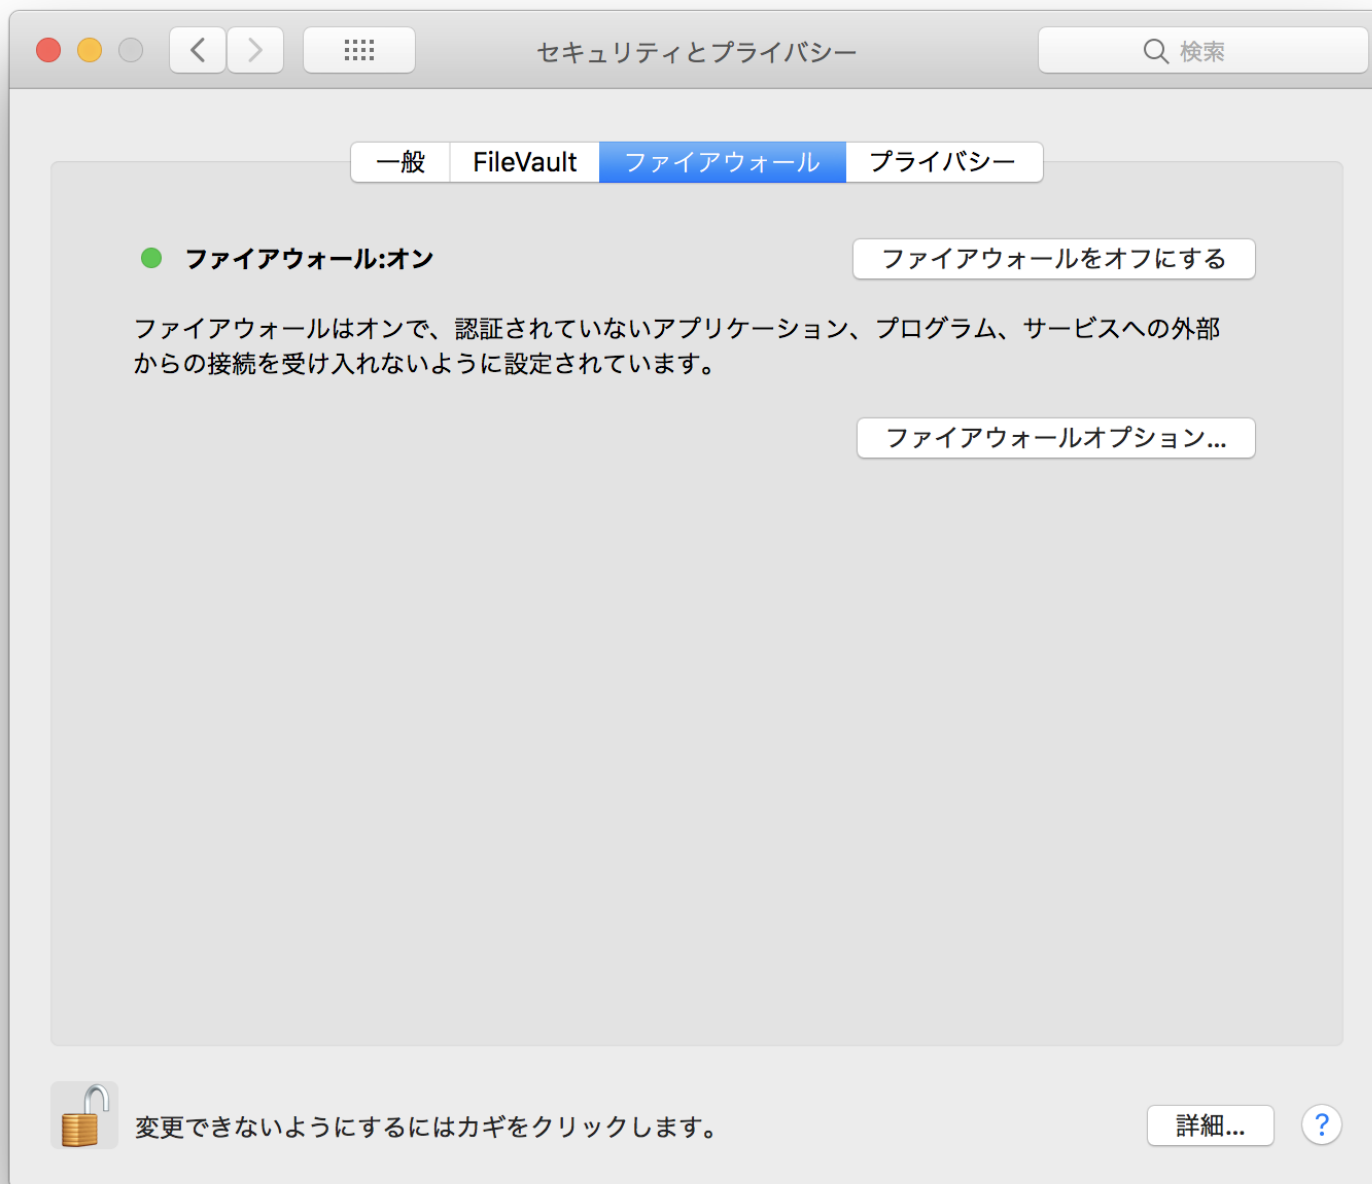 セキュリティとプライバシー
検索
一般
FileVault
ファイアウォール
プライバシー
ファイアウォール:オン
ファイアウォールをオフにする
ファイアウォールはオンで、認証されていないアプリケーション、プログラム、サービスへの外部
からの接続を受け入れないように設定されています。
ファイアウォールオプション...
変更できないようにするにはカギをクリックします。
詳細...
?